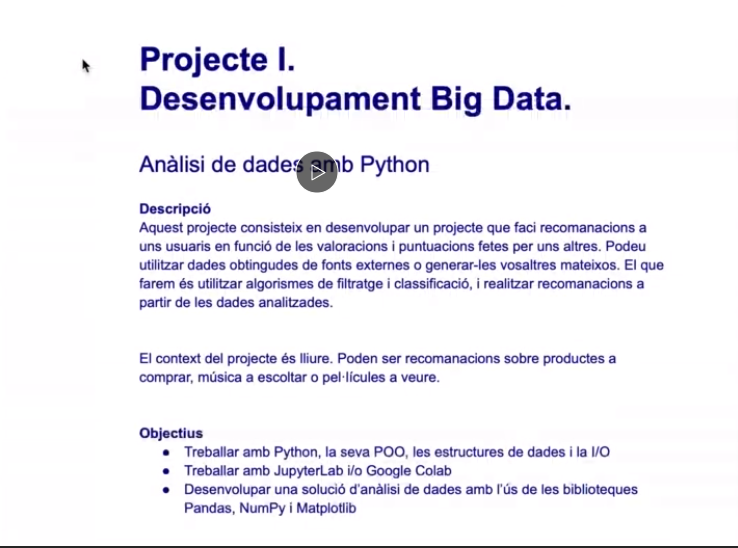 Projecte I.
Desenvolupament Big Data.
Anàlisi de dades amb Python
Descripció
Aquest projecte consisteix en desenvolupar un projecte que faci recomanacions a
uns usuaris en funció de les valoracions i puntuacions fetes per uns altres. Podeu
utilitzar dades obtingudes de fonts externes o generar-les vosaltres mateixos. El que
farem és utilitzar algorismes de filtratge i classificació, i realitzar recomanacions a
partir de les dades analitzades.
El context del projecte és lliure. Poden ser recomanacions sobre productes a
comprar, música a escoltar o pel·lícules a veure.
Objectius
● Treballar amb Python, la seva POO, les estructures de dades i la I/O
● Treballar amb JupyterLab i/o Google Colab
● Desenvolupar una solució d'anàlisi de dades amb l'ús de les biblioteques
Pandas, NumPy i Matplotlib